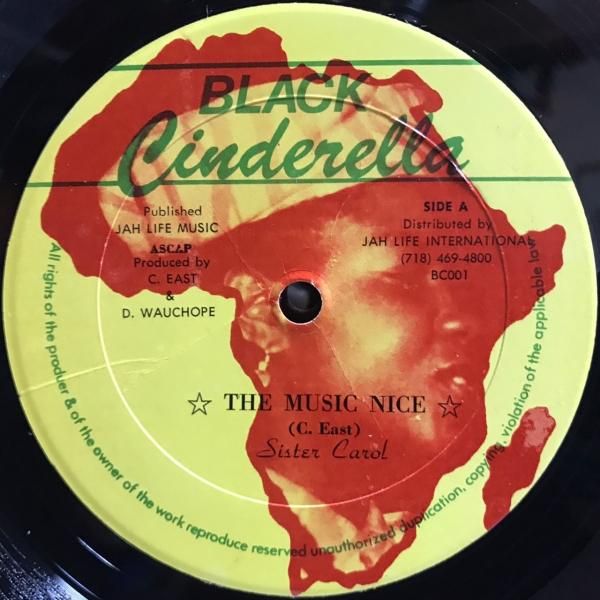 BLACK
Cinderella
Published
JAH LIFE MUSIC
ASCAP
Produced by
C. EAST
&
D. WAUCHOPE
SIDE A
Distributed by
JAH LIFE INTERNATIONAL
(718) 469-4800
BC001
☆ THE MUSIC NICE ☆
(C. East)
Sister Carol
All rights of the produer & of the owner of the work reproduce reserved unauthorized duplication, copying, violation of the applicable law